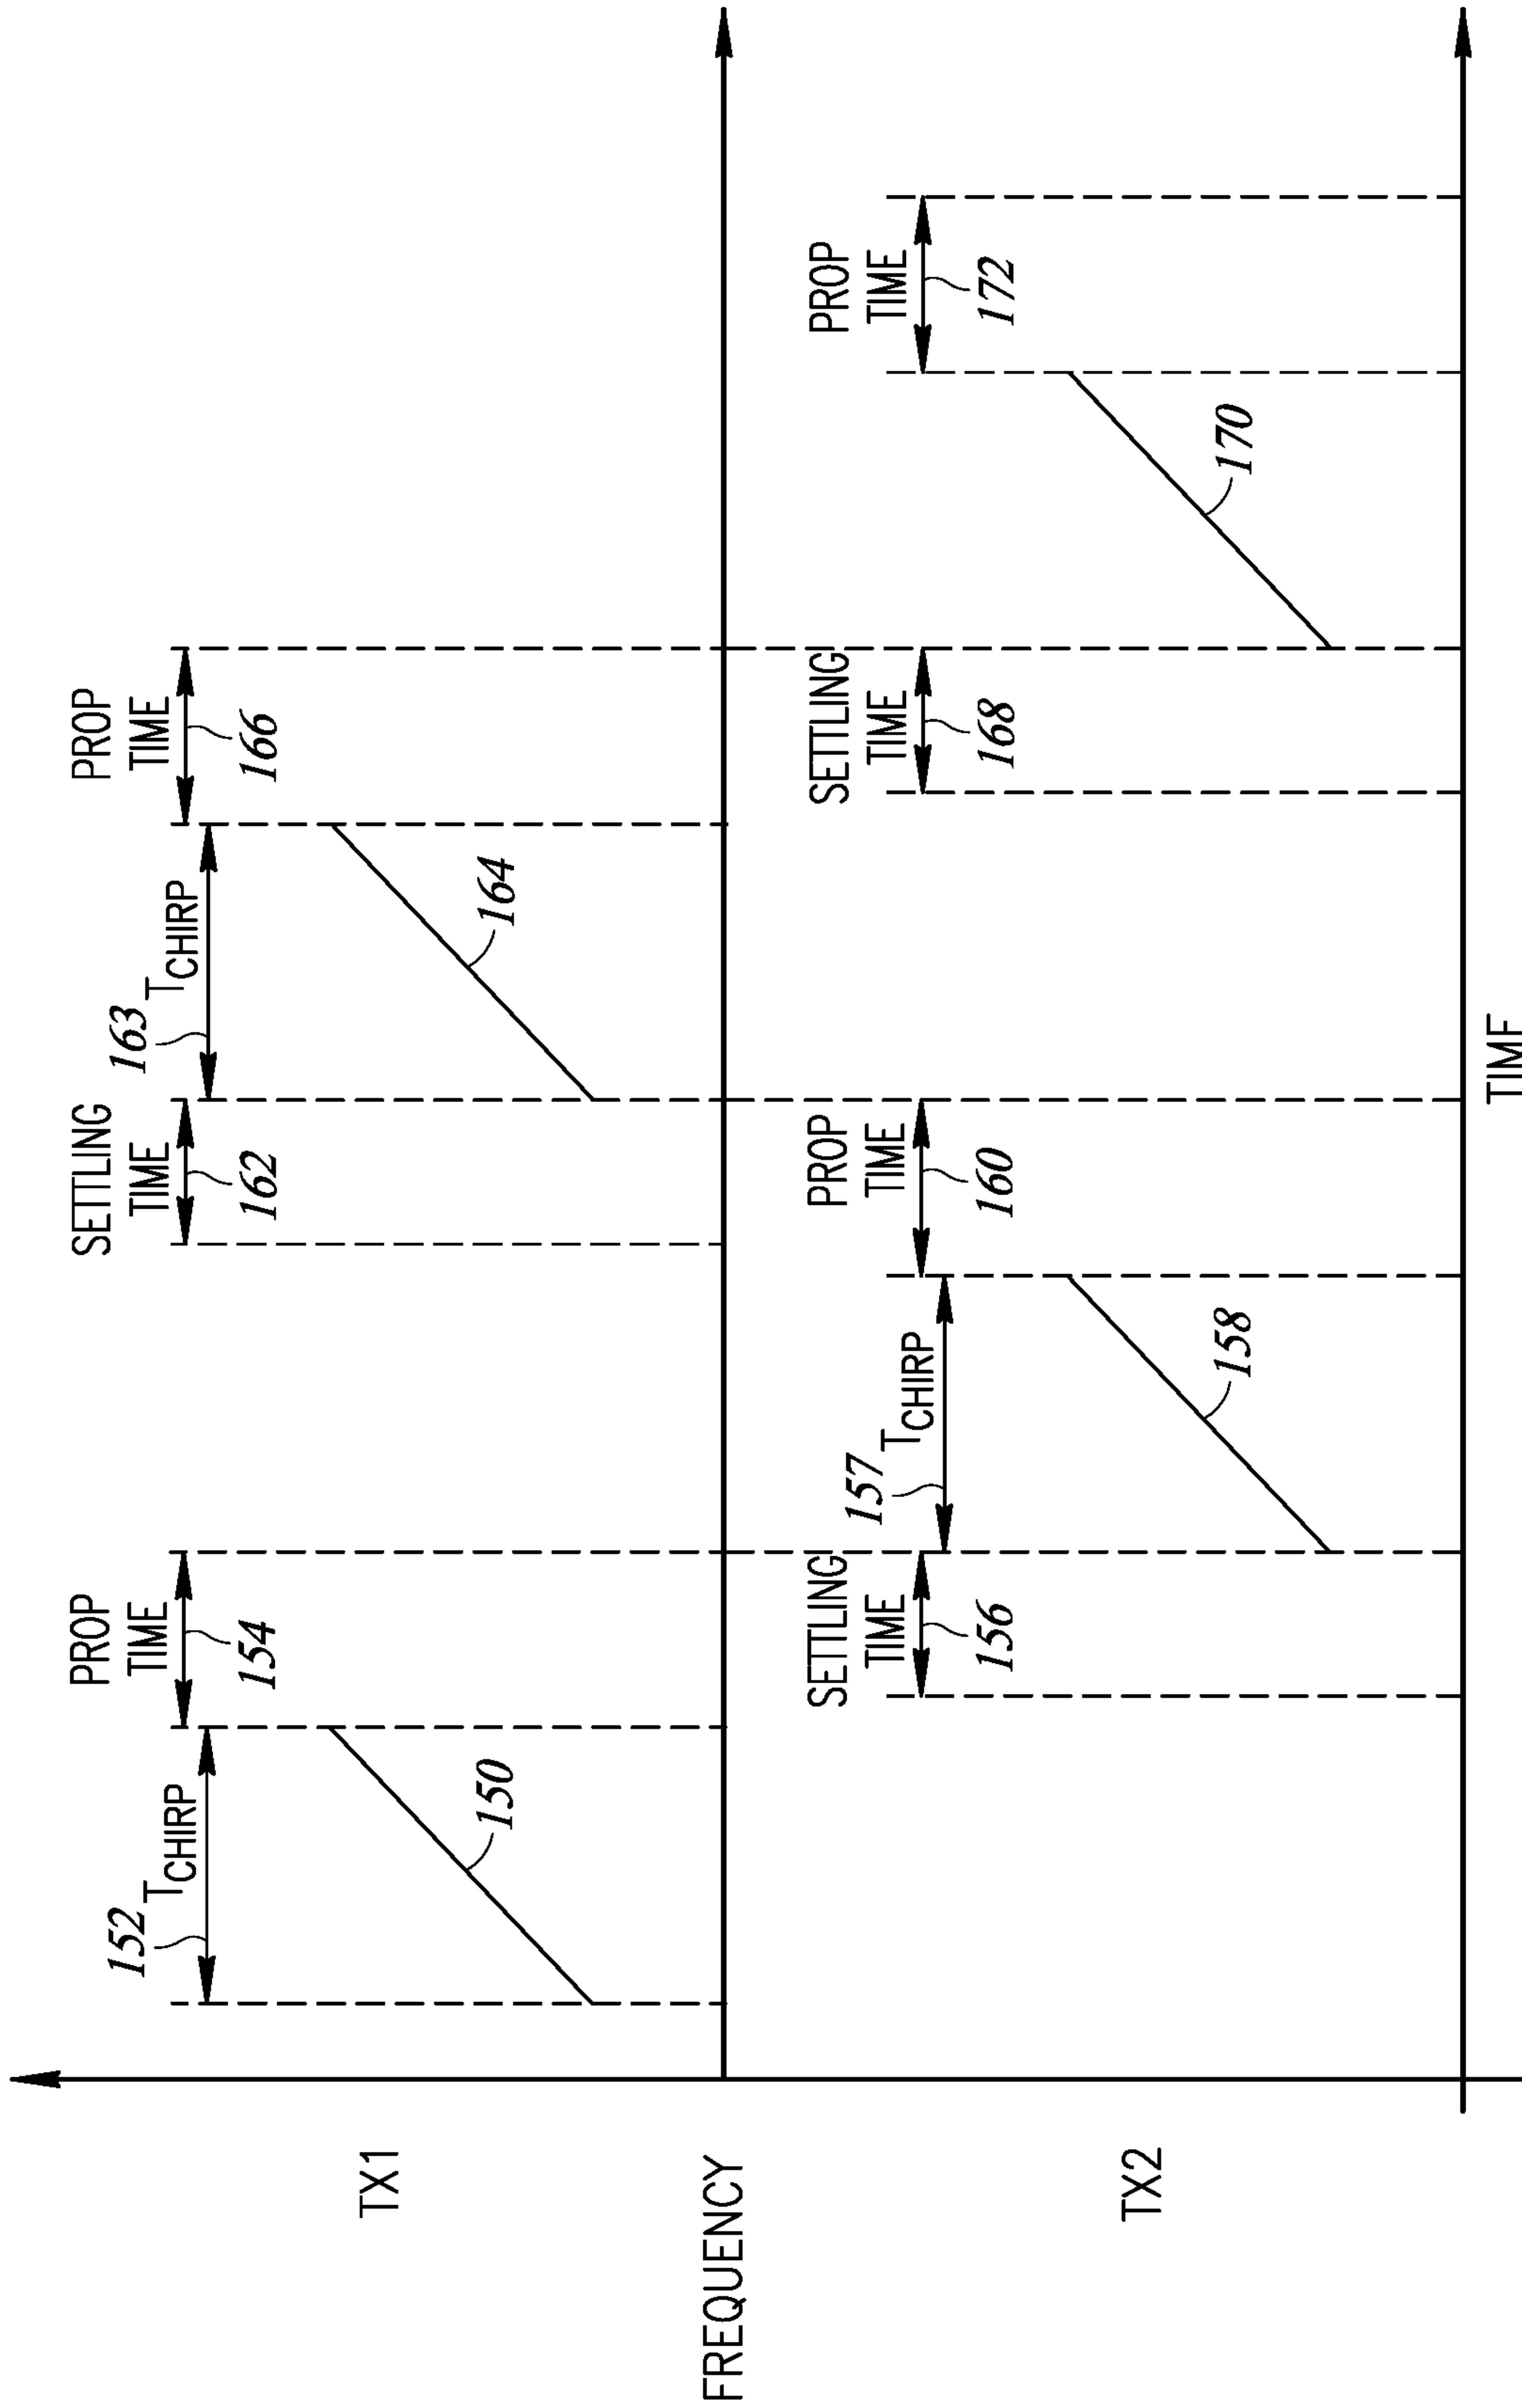 TX1
152 TCHIRP
150
PROP
TIME
154
SETTLING
TIME
162
163 TCHIRP
164
PROP
TIME
166
FREQUENCY
TX2
SETTLING
TIME
156
157 TCHIRP
158
PROP
TIME
160
SETTLING
TIME
168
170
PROP
TIME
172
TIME